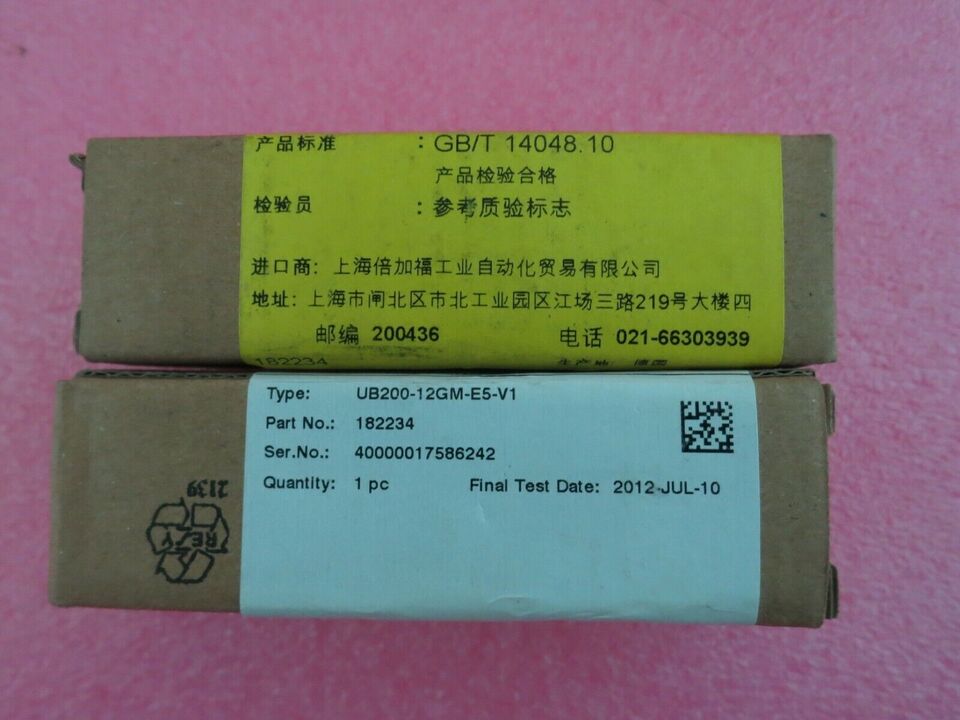 产品标准 : GB/T 14048.10
产品检验合格
检验员 : 参考质验标志
进口商: 上海倍加福工业自动化贸易有限公司
地址: 上海市闸北区市北工业园区江场三路219号大楼四
邮编 200436 电话 021-66303939
182234 生产地: 德国
Type: UB200-12GM-E5-V1
Part No.: 182234
Ser.No.: 40000017586242
Quantity: 1 pc Final Test Date: 2012-JUL-10
2139
RESY